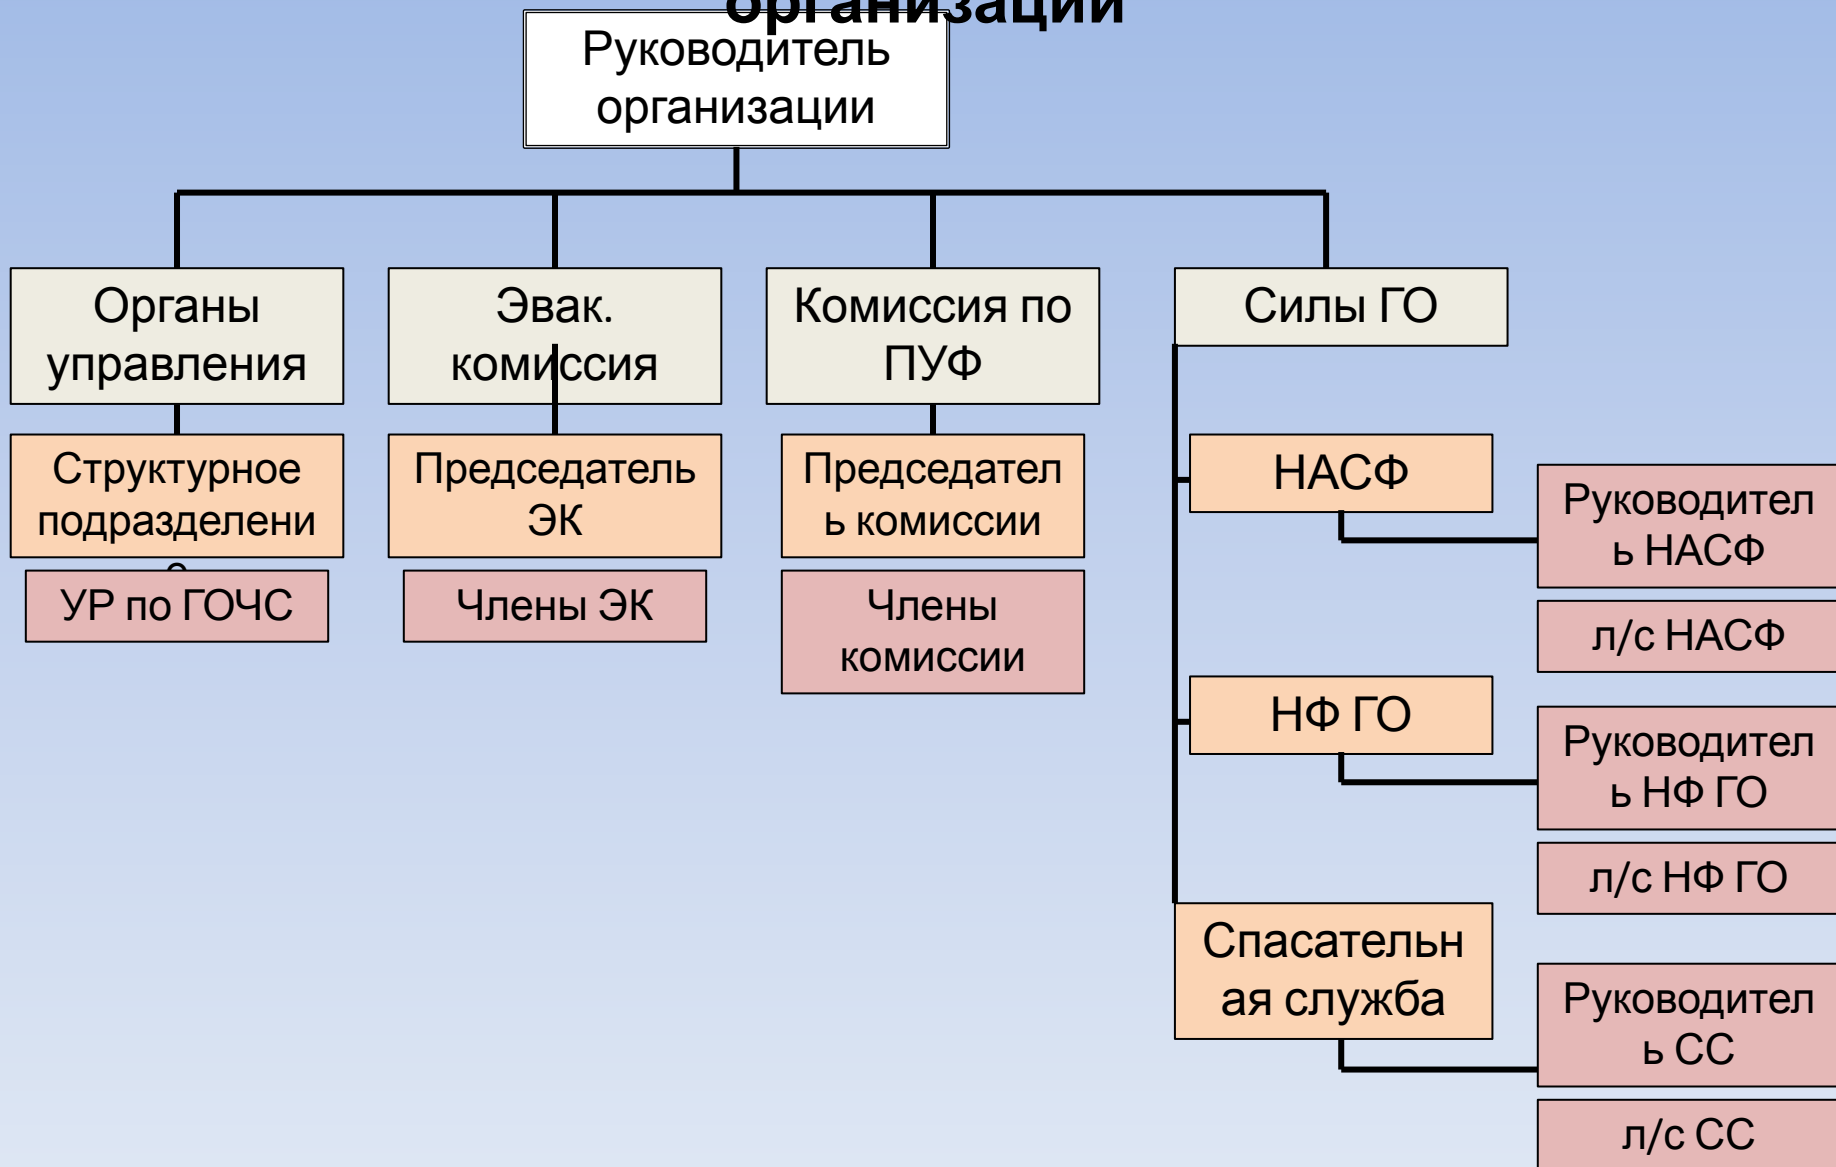 организации
Руководитель
организации
Органы
управления
Эвак.
комиссия
Комиссия по
ПУФ
Силы ГО
Структурное
подразделени
Председатель
ЭК
Председател
ь комиссии
НАСФ
Руководител
ь НАСФ
УР по ГОЧС
Члены ЭК
Члены
комиссии
л/с НАСФ
НФ ГО
Руководител
ь НФ ГО
л/с НФ ГО
Спасательн
ая служба
Руководител
ь СС
л/с СС